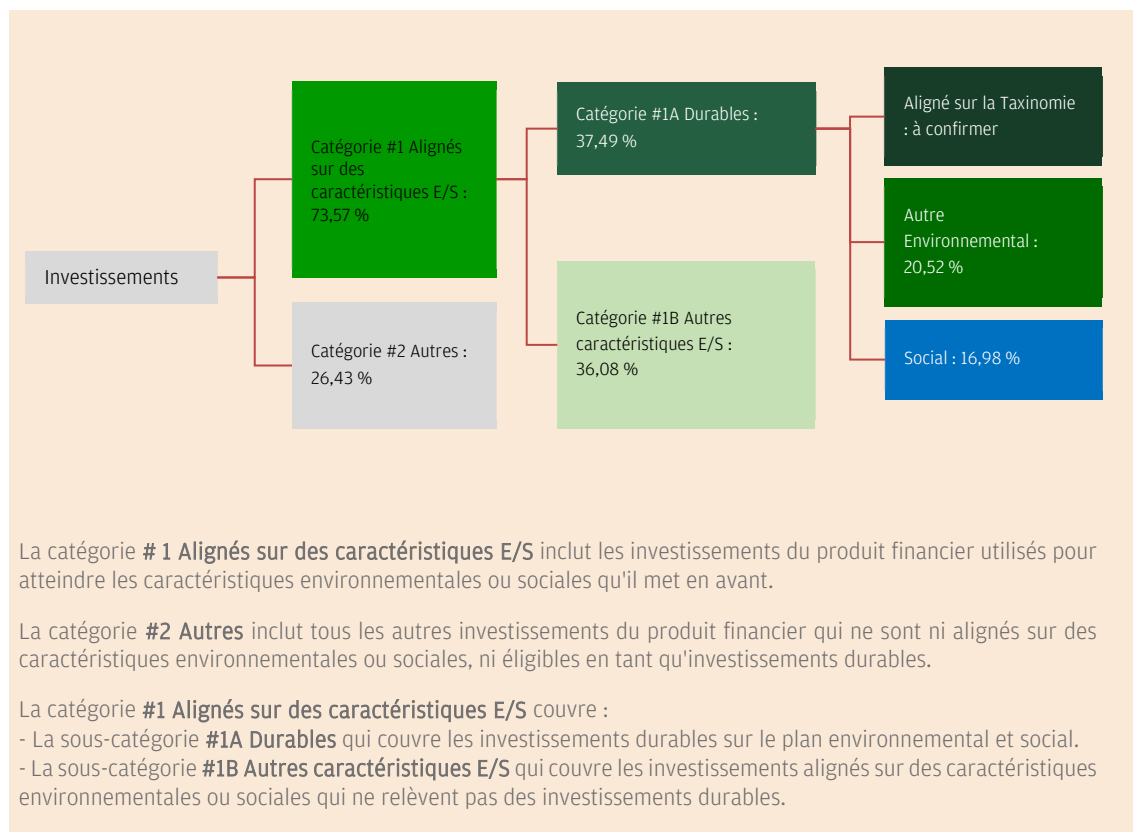 Investissements
Catégorie #1 Alignés
sur des
caractéristiques E/S :
73,57 %
Catégorie #2 Autres :
26,43 %
Catégorie #1A Durables :
37,49 %
Catégorie #1B Autres
caractéristiques E/S :
36,08 %
Aligné sur la Taxinomie
: à confirmer
Autre
Environnemental :
20,52 %
Social : 16,98 %
La catégorie # 1 Alignés sur des caractéristiques E/S inclut les investissements du produit financier utilisés pour
atteindre les caractéristiques environnementales ou sociales qu'il met en avant.
La catégorie #2 Autres inclut tous les autres investissements du produit financier qui ne sont ni alignés sur des
caractéristiques environnementales ou sociales, ni éligibles en tant qu'investissements durables.
La catégorie #1 Alignés sur des caractéristiques E/S couvre :
- La sous-catégorie #1A Durables qui couvre les investissements durables sur le plan environnemental et social.
- La sous-catégorie #1B Autres caractéristiques E/S qui couvre les investissements alignés sur des caractéristiques
environnementales ou sociales qui ne relèvent pas des investissements durables.